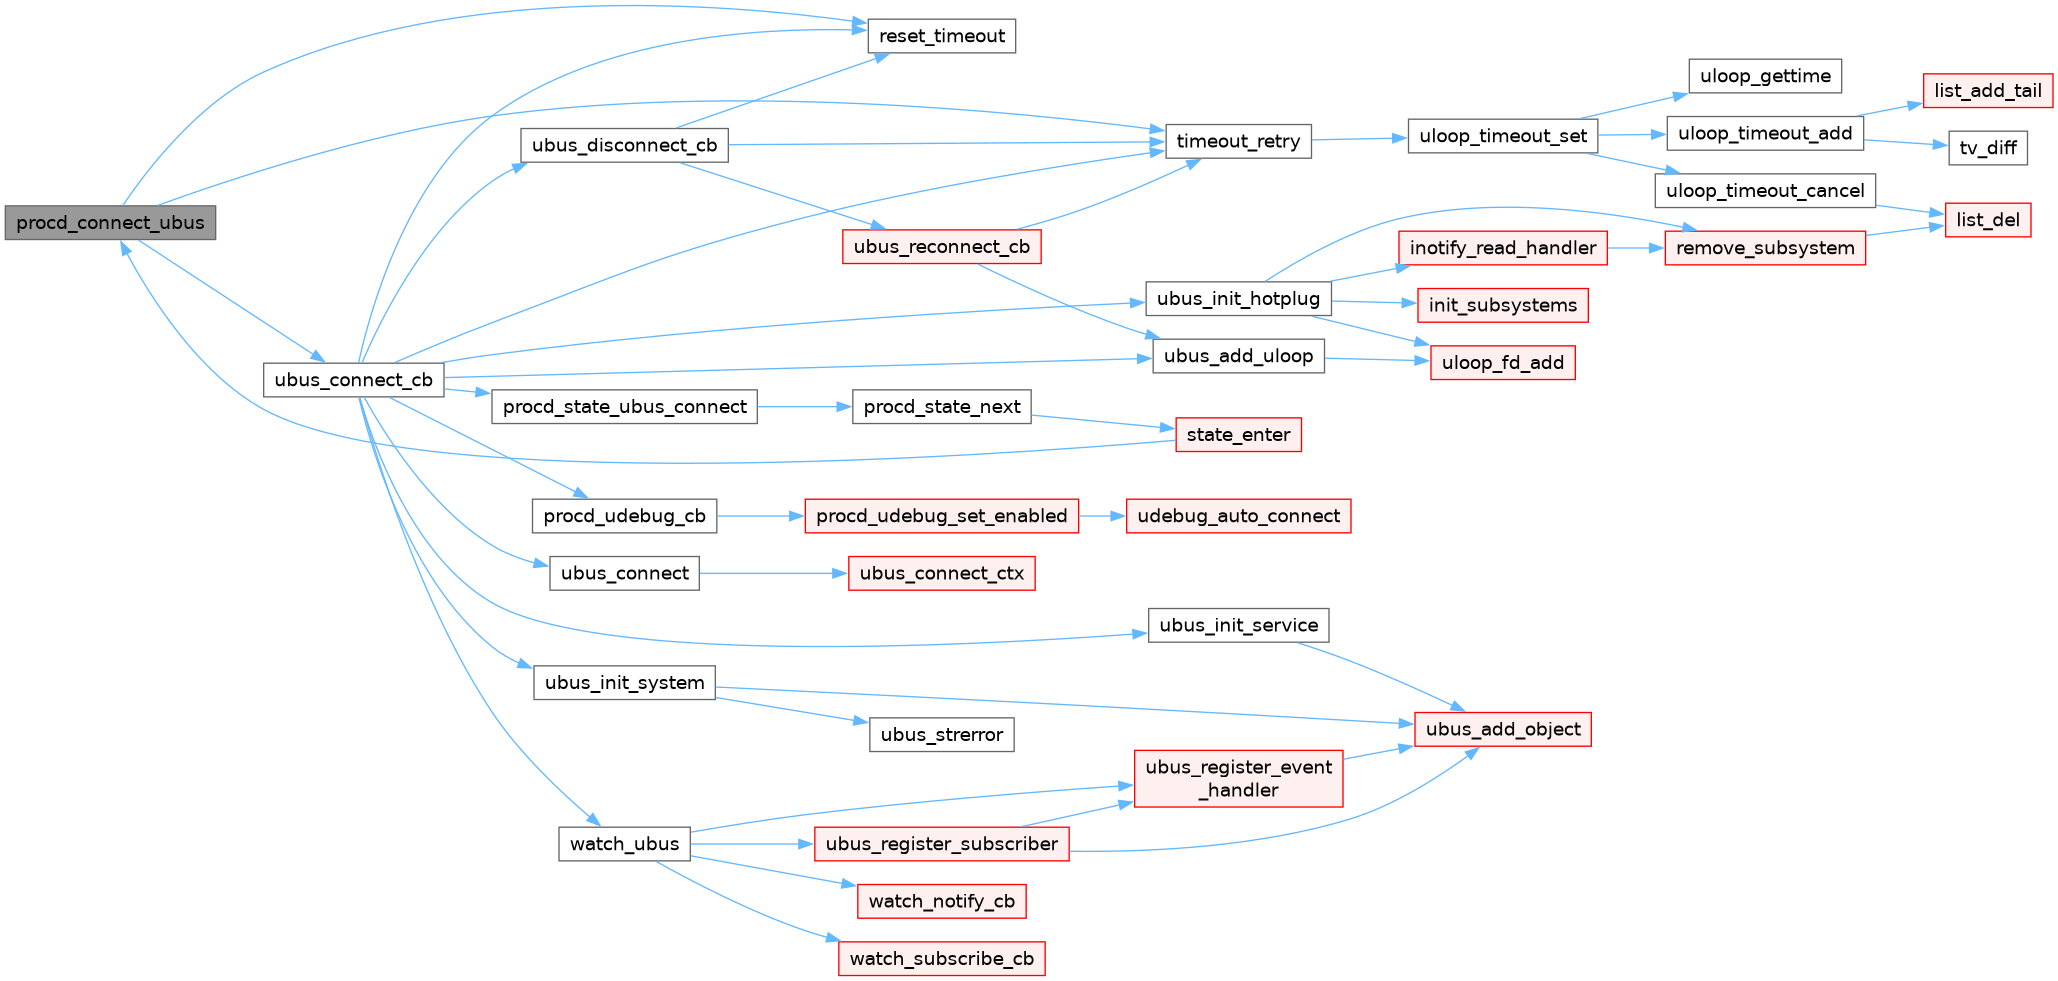 reset_timeout
uloop_gettime
list_add_tail
uloop_timeout_add
uloop_timeout_set
timeout_retry
ubus_disconnect_cb
tv_diff
uloop_timeout_cancel
procd_connect_ubus
list_del
ubus_reconnect_cb
inotify_read_handler
remove_subsystem
ubus_init_hotplug
init_subsystems
ubus_add_uloop
uloop_fd_add
ubus_connect_cb
procd_state_ubus_connect
procd_state_next
state_enter
procd_udebug_cb
procd_udebug_set_enabled
udebug_auto_connect
ubus_connect
ubus_connect_ctx
ubus_init_service
ubus_init_system
ubus_strerror
ubus_add_object
ubus_register_event
_handler
watch_ubus
ubus_register_subscriber
watch_notify_cb
watch_subscribe_cb